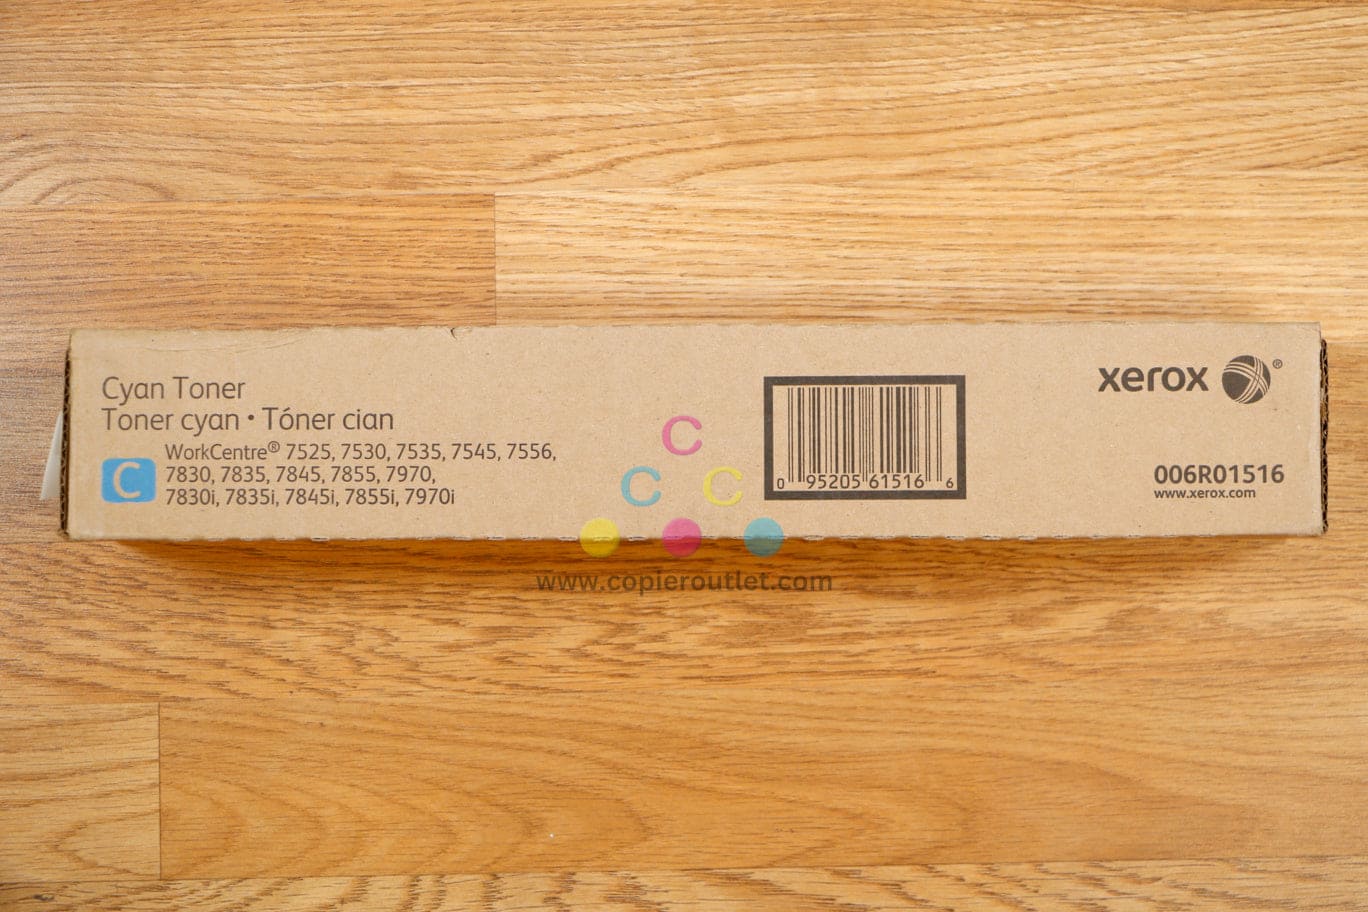 Cyan Toner
Toner cyan • Tóner cian
C
WorkCentre® 7525, 7530, 7535, 7545, 7556,
7830, 7835, 7845, 7855, 7970,
7830i, 7835i, 7845i, 7855i, 7970i
C
C C
www.copieroutlet.com
0 95205 61516 6
xerox ®
006R01516
www.xerox.com